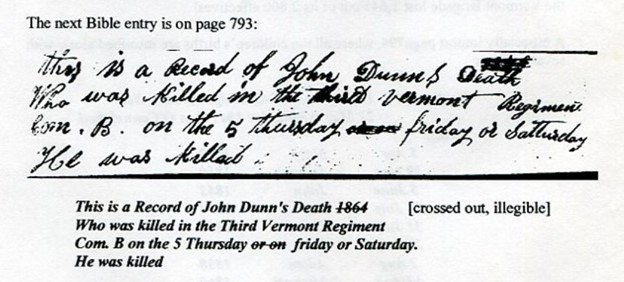 The next Bible entry is on page 793:
this is a Record of John Dunns Death
Who was Killed in the third vermont Regimen
Com. B. on the 5 thursday or on friday or Satturday
He was Killed
This is a Record of John Dunn's Death 1864 [crossed out, illegible]
Who was killed in the Third Vermont Regiment
Com. B on the 5 Thursday or on friday or Saturday.
He was killed